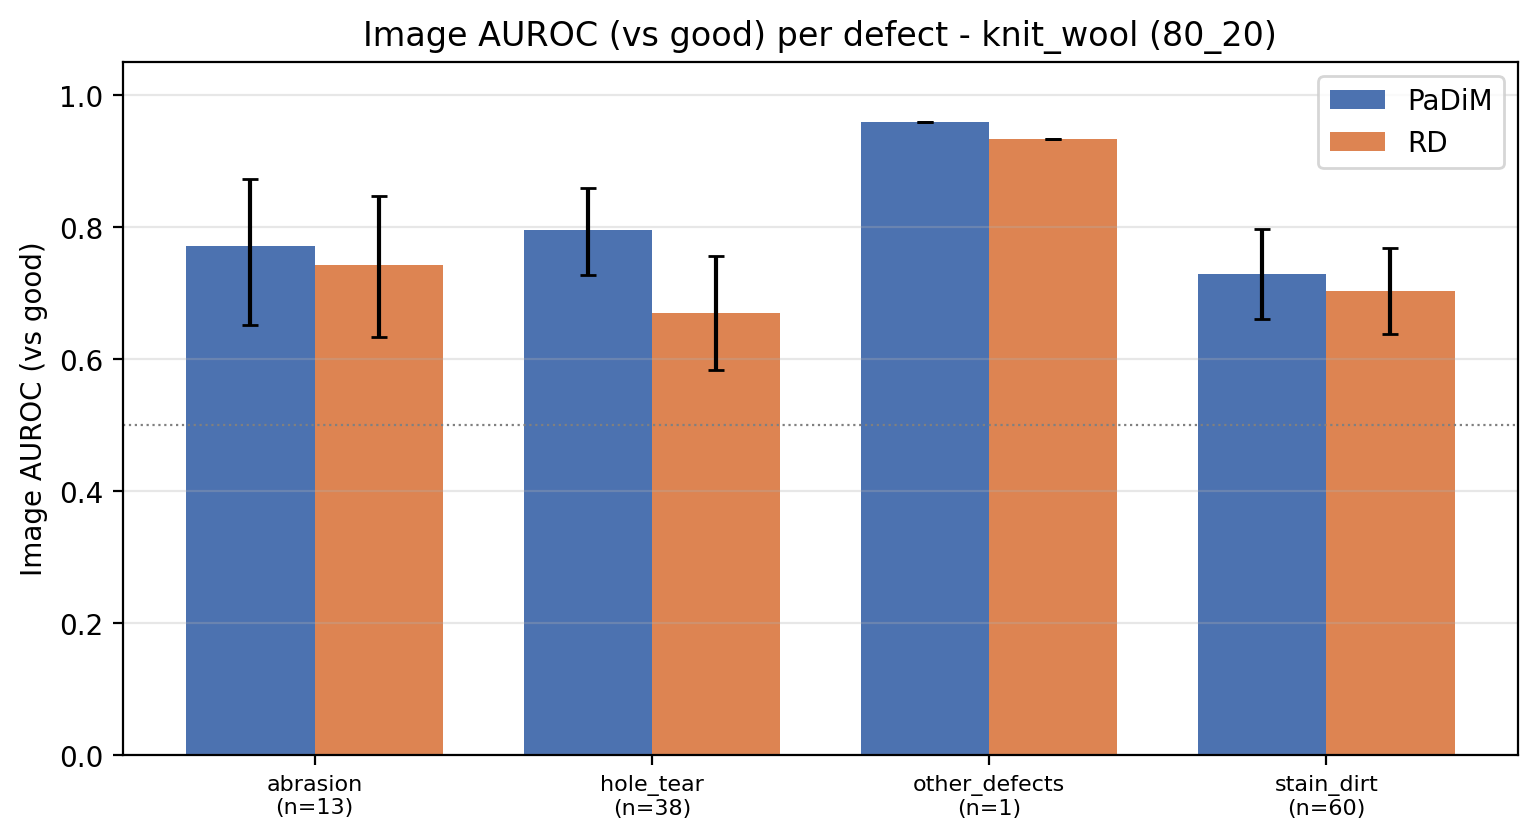 Image AUROC (vs good) per defect - knit_wool (80_20)
PaDiM
RD
Image AUROC (vs good)
1.0
0.8
0.6
0.4
0.2
0.0
abrasion
(n=13)
hole_tear
(n=38)
other_defects
(n=1)
stain_dirt
(n=60)